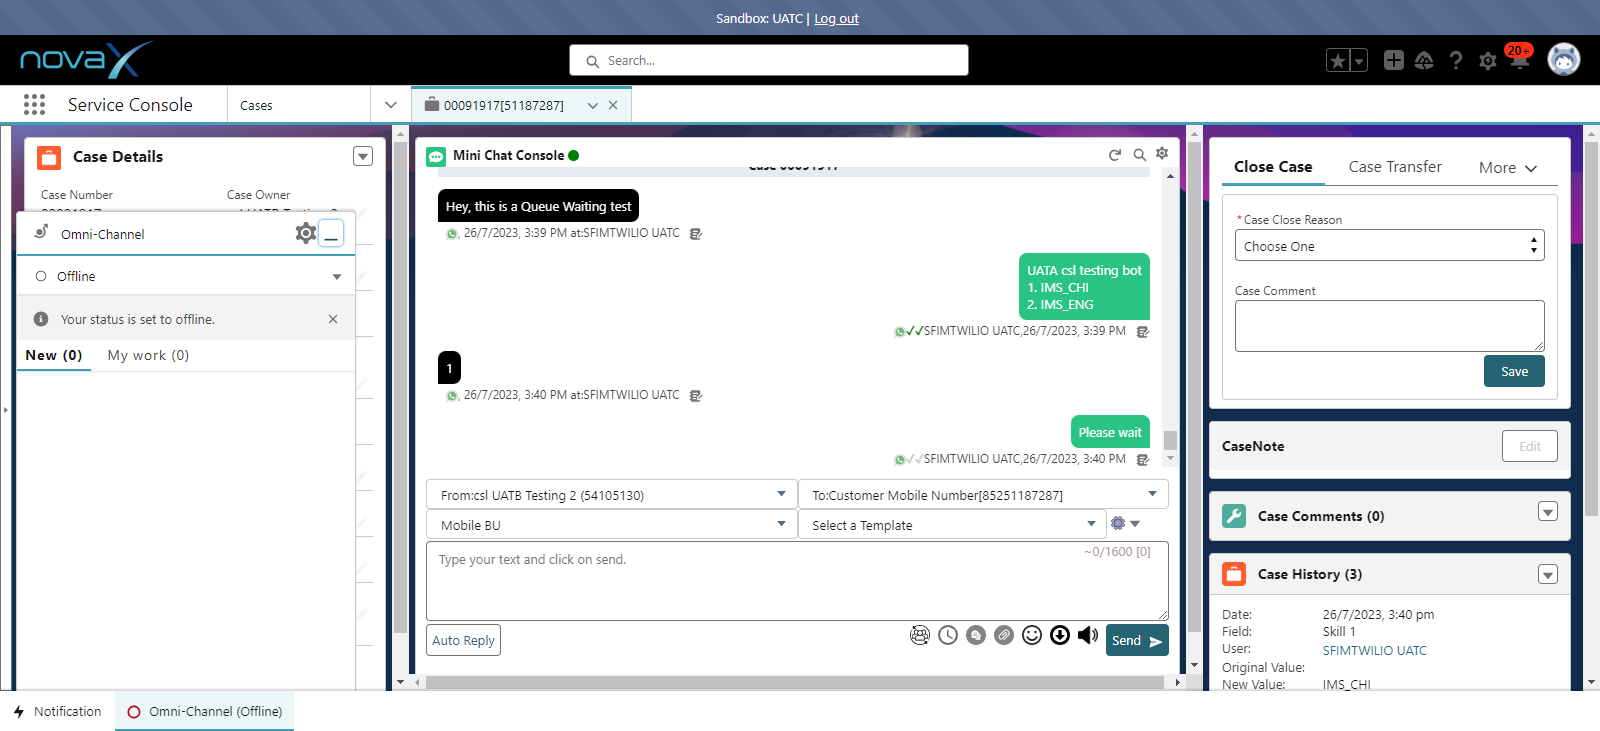 Sandbox: UATC | Log out
novaX
Search...
20+
Service Console
Cases
00091917[51187287]
Case Details
Case Number
Case Owner
Omni-Channel
Offline
Your status is set to offline.
New (0)
My work (0)
Mini Chat Console
Case 00091917
Hey, this is a Queue Waiting test
, 26/7/2023, 3:39 PM at:SFIMTWILIO UATC
UATA csl testing bot
1. IMS_CHI
2. IMS_ENG
SFIMTWILIO UATC,26/7/2023, 3:39 PM
1
, 26/7/2023, 3:40 PM at:SFIMTWILIO UATC
Please wait
SFIMTWILIO UATC,26/7/2023, 3:40 PM
From:csl UATB Testing 2 (54105130)
To:Customer Mobile Number[85251187287]
Mobile BU
Select a Template
Type your text and click on send.
~0/1600 [0]
Auto Reply
Send
Close Case
Case Transfer
More
*Case Close Reason
Choose One
Case Comment
Save
CaseNote
Edit
Case Comments (0)
Case History (3)
Date:
26/7/2023, 3:40 pm
Field:
Skill 1
User:
SFIMTWILIO UATC
Original Value:
New Value:
IMS_CHI
Notification
Omni-Channel (Offline)